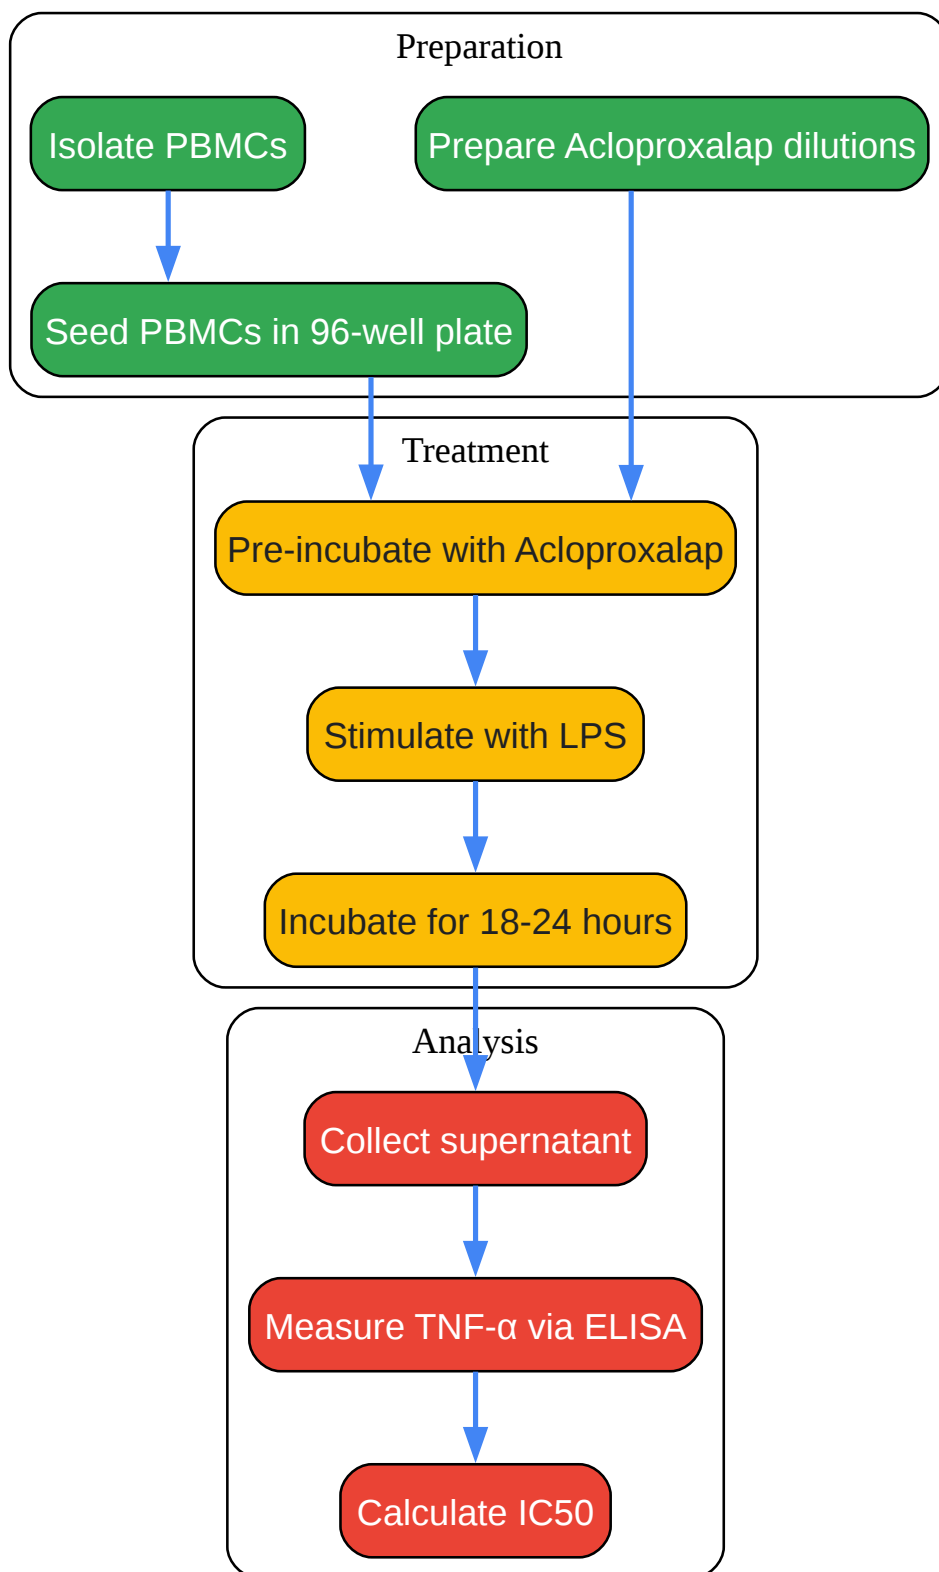 Preparation
Isolate PBMCs
Prepare Acloproxalap dilutions
Seed PBMCs in 96-well plate
Treatment
Pre-incubate with Acloproxalap
Stimulate with LPS
Incubate for 18-24 hours
Analysis
Collect supernatant
Measure TNF-α via ELISA
Calculate IC50